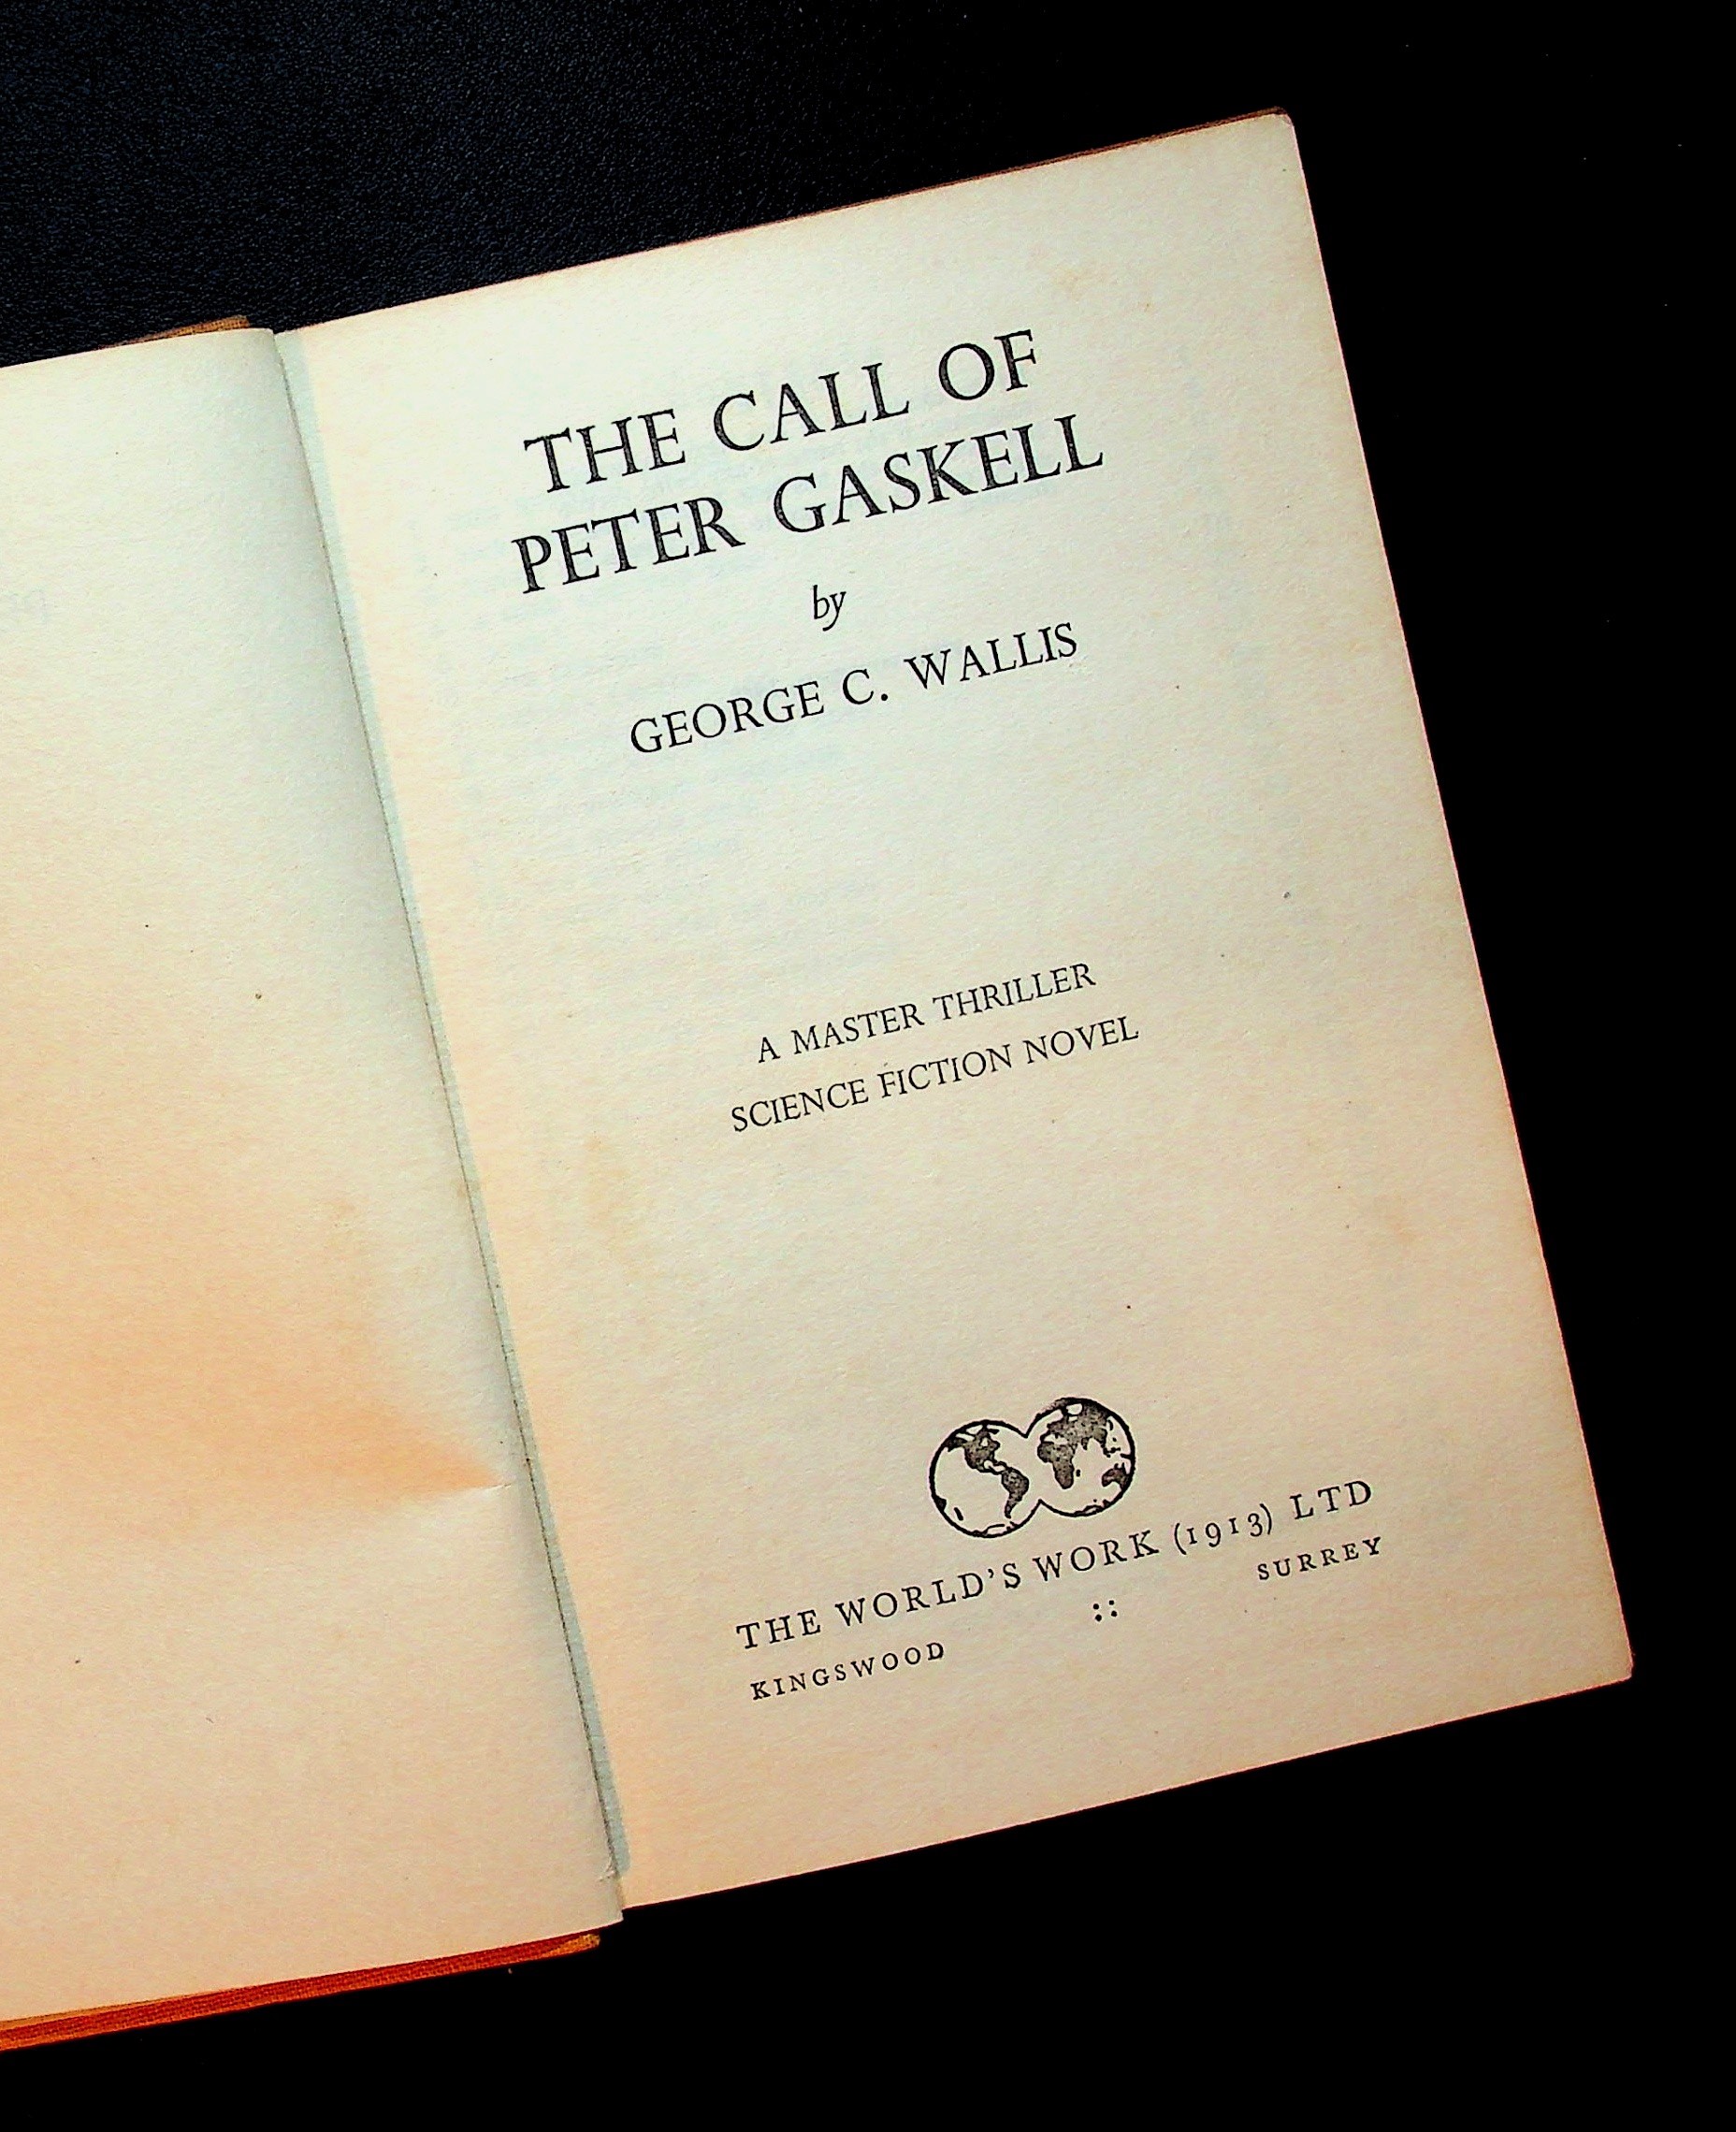 THE CALL OF
PETER GASKELL
by
GEORGE C. WALLIS
A MASTER THRILLER
SCIENCE FICTION NOVEL
THE WORLD'S WORK (1913) LTD
KINGSWOOD :: SURREY